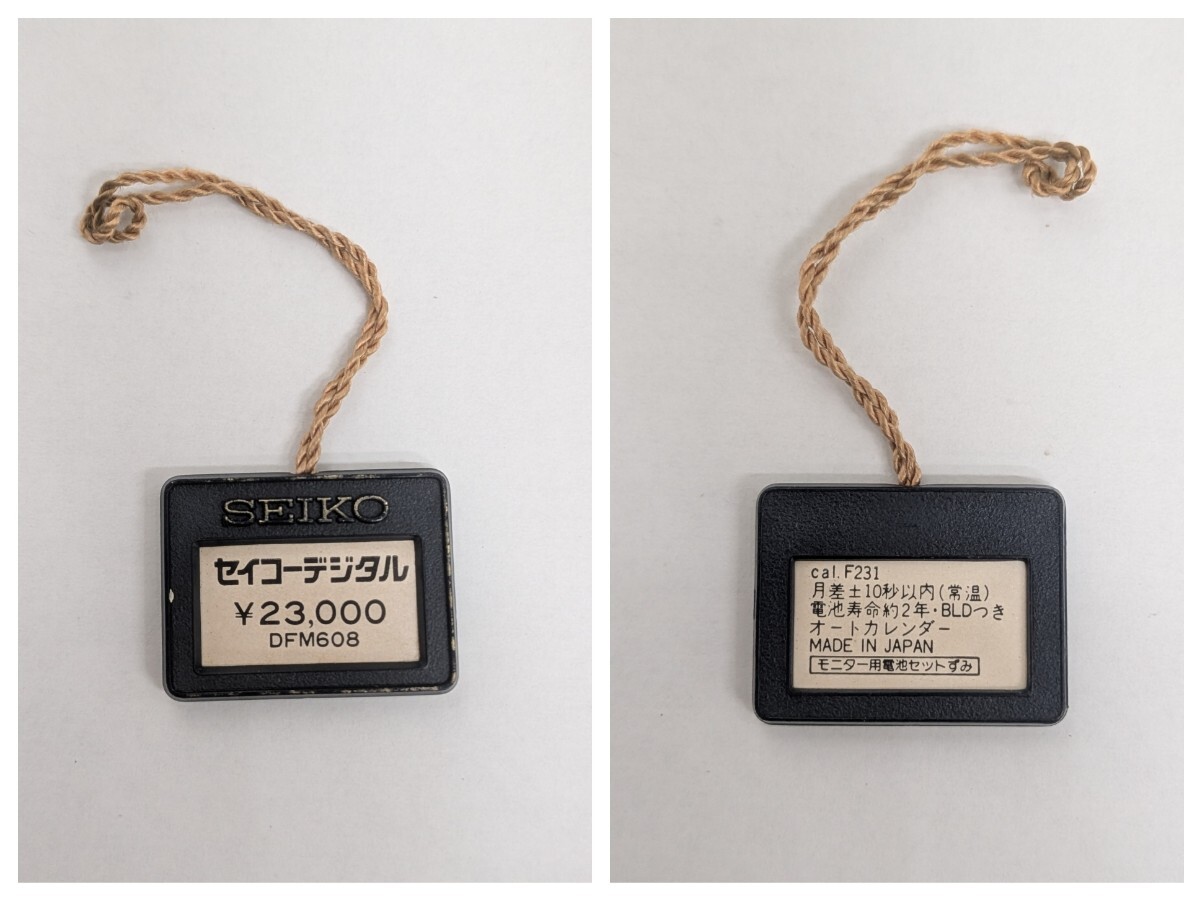 SEIKO
セイコーデジタル
￥23,000
DFM608
cal.F231
月差±10秒以内(常温)
電池寿命約2年・BLDつき
オートカレンダー
MADE IN JAPAN
モニター用電池セットずみ